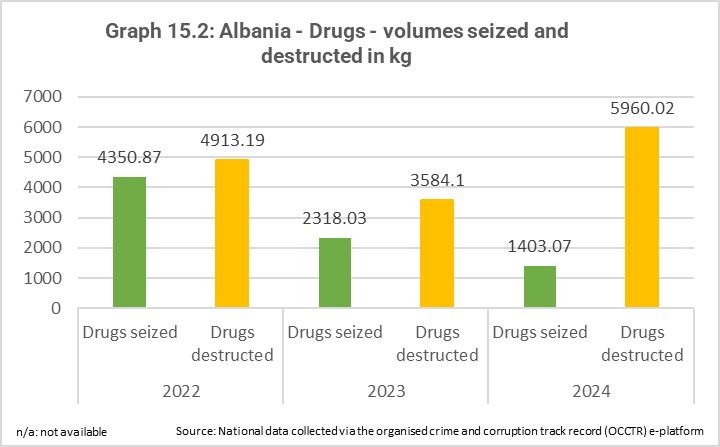 Graph 15.2: Albania - Drugs - volumes seized and
destructed in kg
7000
6000
5000
4000
3000
2000
1000
0
4350.87
4913.19
2318.03
3584.1
1403.07
5960.02
Drugs seized
Drugs
destructed
Drugs seized
Drugs
destructed
Drugs seized
Drugs
destructed
2022
2023
2024
n/a: not available
Source: National data collected via the organised crime and corruption track record (OCCTR) e-platform